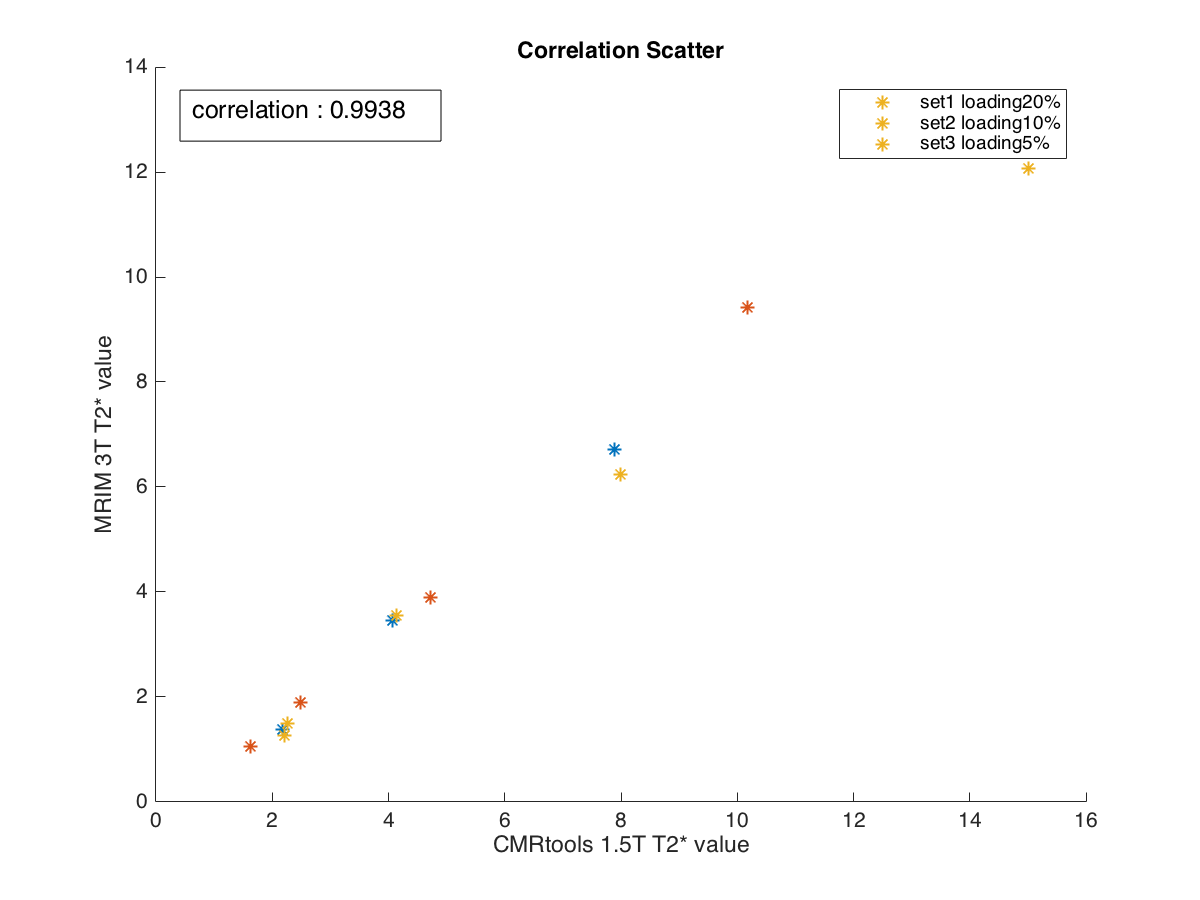 Correlation Scatter
correlation : 0.9938
set1 loading20%
set2 loading10%
set3 loading5%
14
12
10
8
6
4
2
0
MRIM 3T T2* value
0 2 4 6 8 10 12 14 16
CMRtools 1.5T T2* value